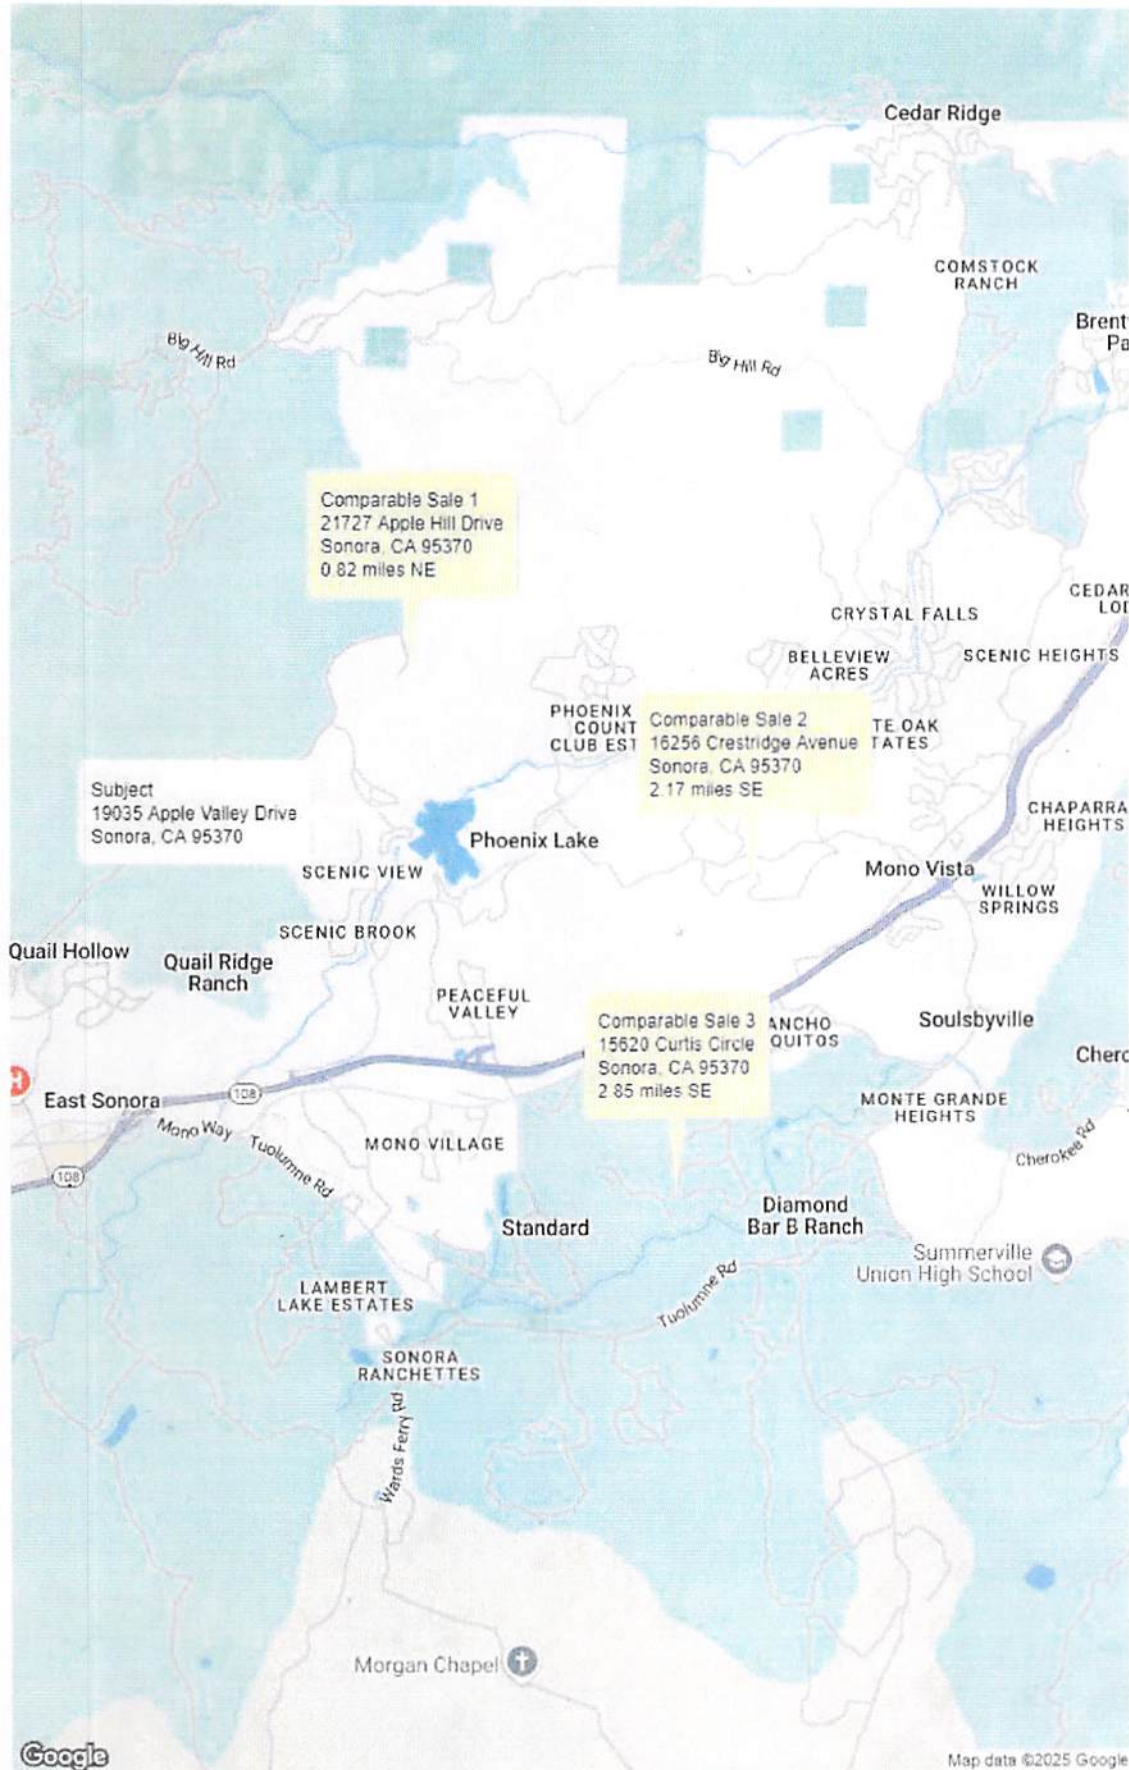 Cedar Ridge
COMSTOCK
RANCH
Big Hill Rd
Big Hill Rd
Comparable Sale 1
21727 Apple Hill Drive
Sonora, CA 95370
0.82 miles NE
CRYSTAL FALLS
BELLEVIEW
ACRES
SCENIC HEIGHTS
CEDAR
PHOENIX
COUNT
CLUB EST
Comparable Sale 2
16256 Crestridge Avenue
Sonora, CA 95370
2.17 miles SE
TE OAK
TATES
Subject
19035 Apple Valley Drive
Sonora, CA 95370
CHAPARRA
HEIGHTS
Phoenix Lake
SCENIC VIEW
Mono Vista
WILLOW
SPRINGS
SCENIC BROOK
Quail Hollow
Quail Ridge
Ranch
PEACEFUL
VALLEY
Comparable Sale 3
15620 Curtis Circle
Sonora, CA 95370
2.85 miles SE
ANCHO
QUITOS
Soulsbyville
Cherc
H
East Sonora
108
Mono Way
Tuolumne Rd
MONO VILLAGE
MONTE GRANDE
HEIGHTS
Cherokee Rd
108
Standard
Diamond
Bar B Ranch
Summerville
Union High School
LAMBERT
LAKE ESTATES
Tuolumne Rd
SONORA
RANCHETTES
Wards Ferry Rd
Morgan Chapel
Google
Map data ©2025 Google